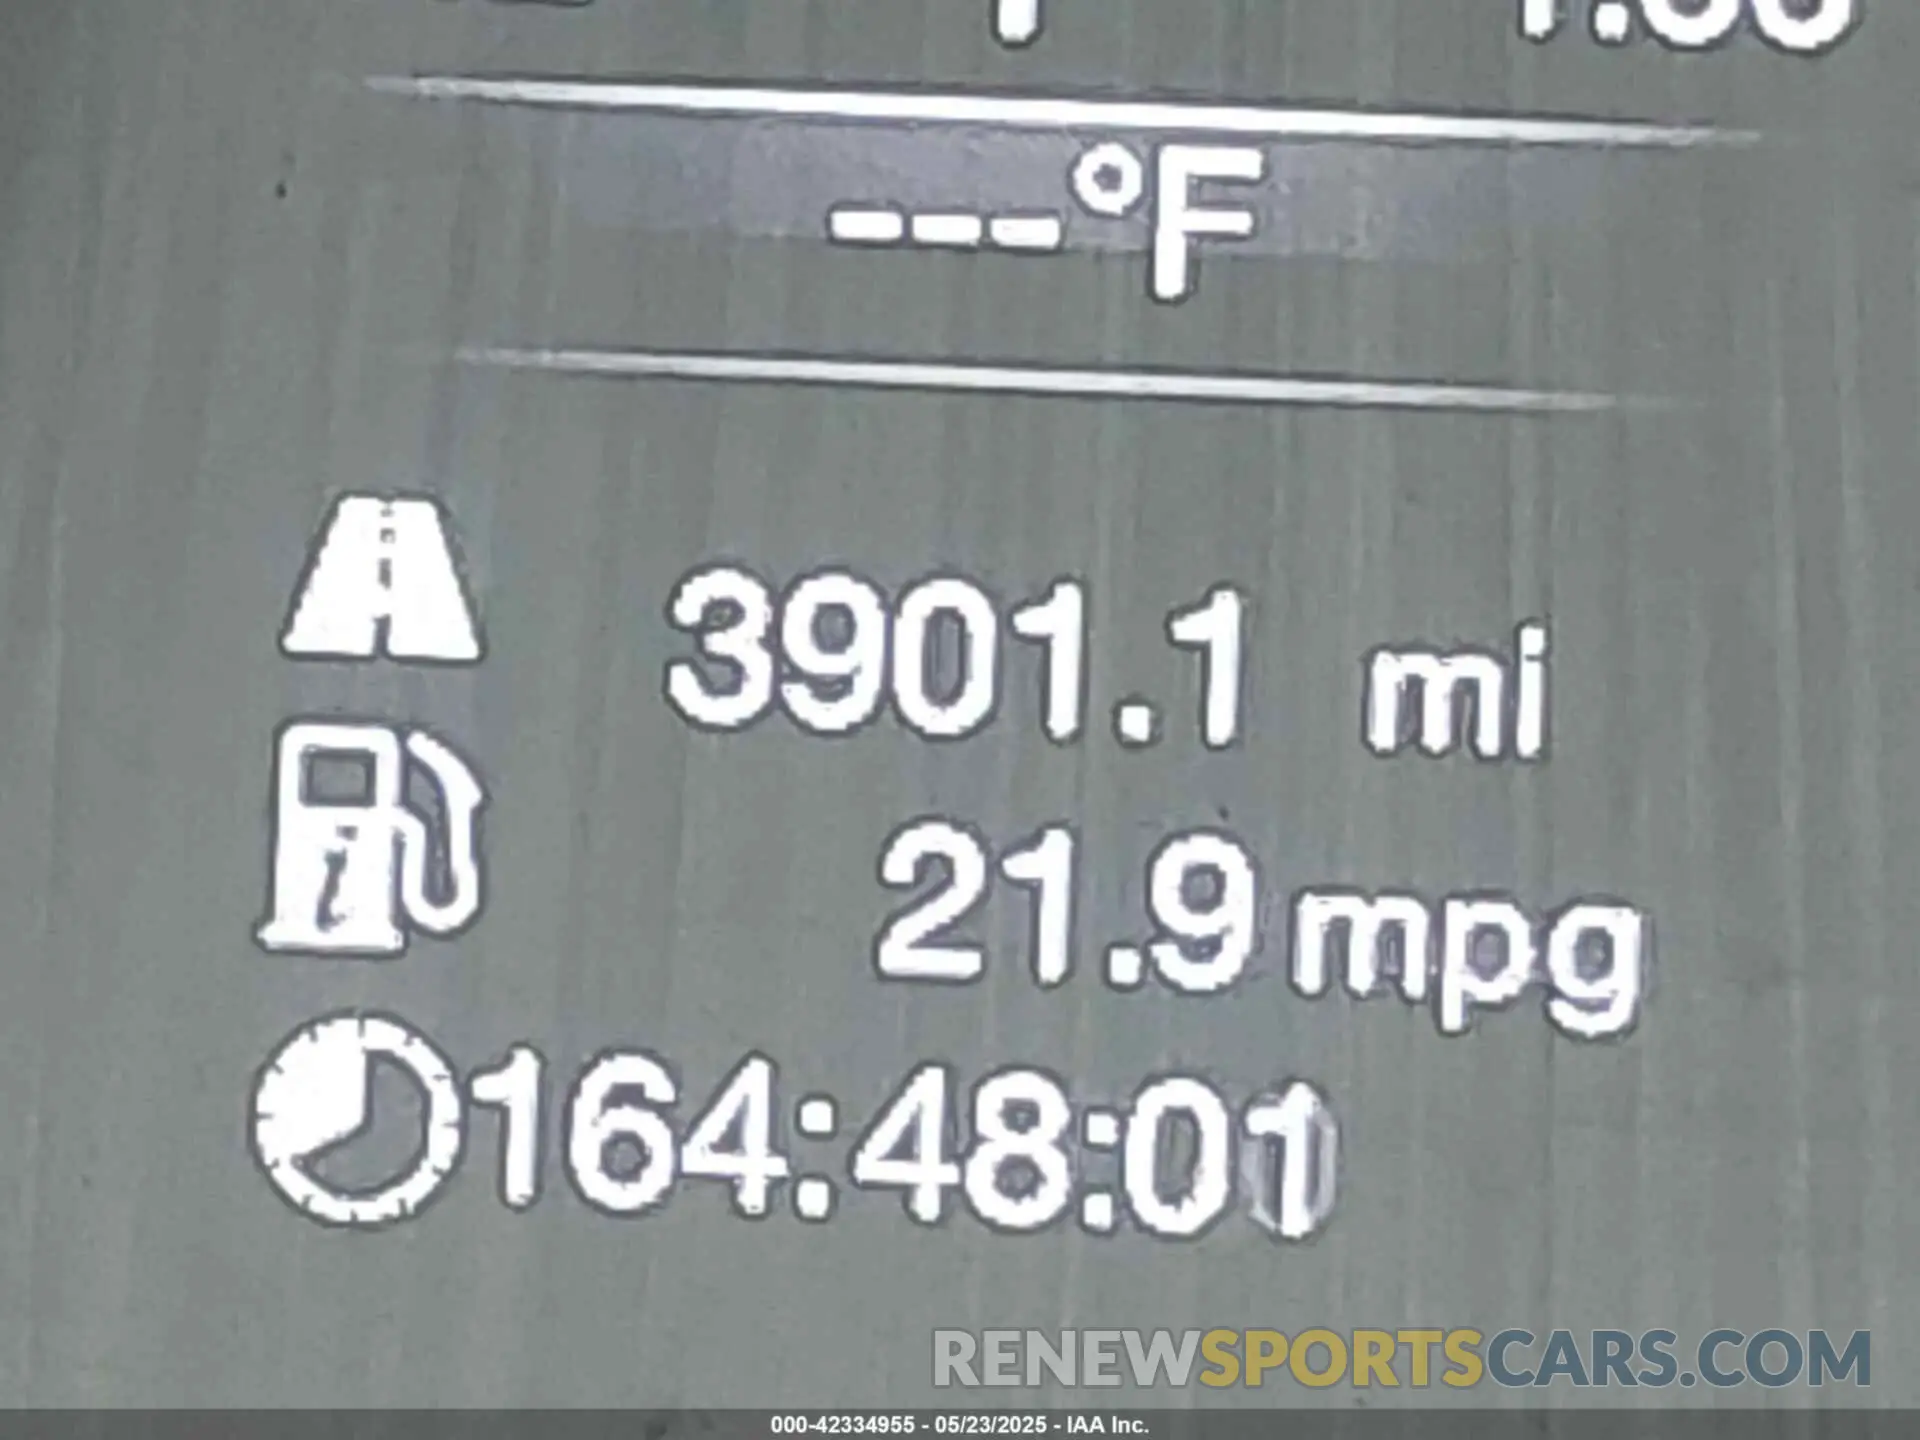 ---°F
3901.1 mi
21.9 mpg
164:48:01
RENEWSPORTSCARS.COM
000-42334955 - 05/23/2025 - IAA Inc.